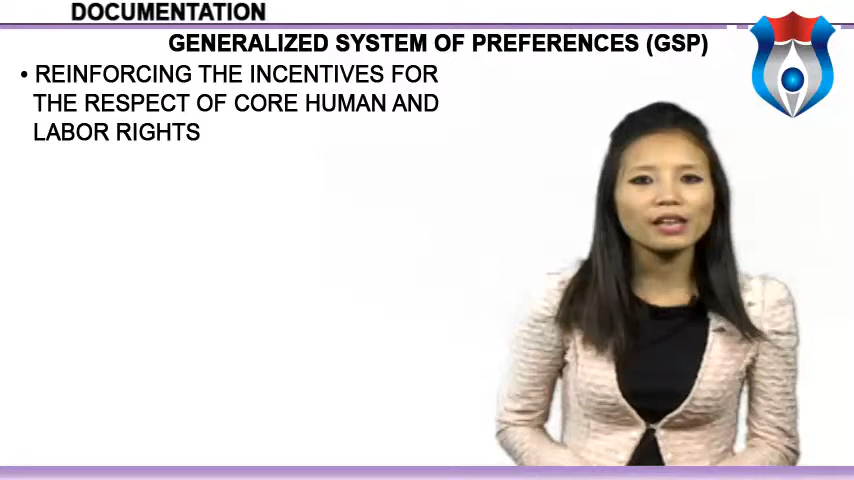 DOCUMENTATION
GENERALIZED SYSTEM OF PREFERENCES (GSP)
• REINFORCING THE INCENTIVES FOR
THE RESPECT OF CORE HUMAN AND
LABOR RIGHTS